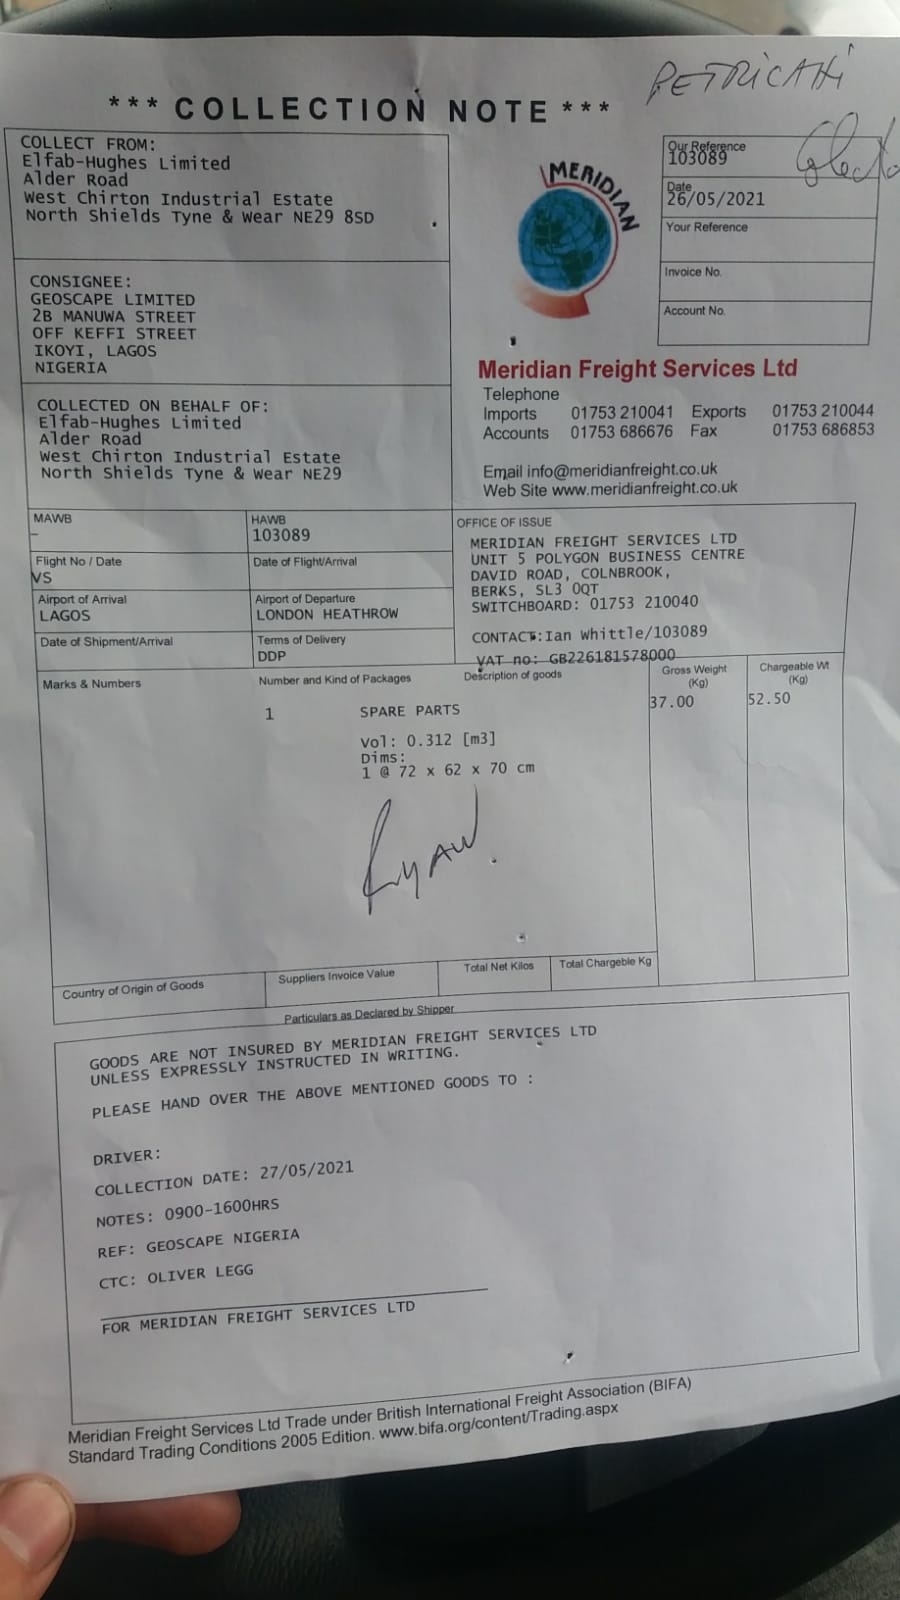 PETRICAHi
*** COLLECTION NOTE ***
COLLECT FROM:
Elfab-Hughes Limited
Alder Road
West Chirton Industrial Estate
North Shields Tyne & Wear NE29 8SD
MERIDIAN
Our Reference
103089
Date
26/05/2021
Your Reference
Invoice No.
Account No.
CONSIGNEE:
GEOSCAPE LIMITED
2B MANUWA STREET
OFF KEFFI STREET
IKOYI, LAGOS
NIGERIA
Meridian Freight Services Ltd
Telephone
Imports 01753 210041 Exports 01753 210044
Accounts 01753 686676 Fax 01753 686853
Email info@meridianfreight.co.uk
Web Site www.meridianfreight.co.uk
COLLECTED ON BEHALF OF:
Elfab-Hughes Limited
Alder Road
West Chirton Industrial Estate
North Shields Tyne & Wear NE29
MAWB
-
HAWB
103089
Flight No / Date
VS
Date of Flight/Arrival
Airport of Arrival
LAGOS
Airport of Departure
LONDON HEATHROW
Date of Shipment/Arrival
Terms of Delivery
DDP
OFFICE OF ISSUE
MERIDIAN FREIGHT SERVICES LTD
UNIT 5 POLYGON BUSINESS CENTRE
DAVID ROAD, COLNBROOK,
BERKS, SL3 0QT
SWITCHBOARD: 01753 210040
CONTACT:Ian Whittle/103089
VAT no: GB226181578000
Marks & Numbers
Number and Kind of Packages
Description of goods
Gross Weight
(Kg)
Chargeable Wt
(Kg)
1 SPARE PARTS 37.00 52.50
Vol: 0.312 [m3]
Dims:
1 @ 72 x 62 x 70 cm
RYAN
Country of Origin of Goods
Suppliers Invoice Value
Total Net Kilos
Total Chargeable Kg
Particulars as Declared by Shipper
GOODS ARE NOT INSURED BY MERIDIAN FREIGHT SERVICES LTD
UNLESS EXPRESSLY INSTRUCTED IN WRITING.
PLEASE HAND OVER THE ABOVE MENTIONED GOODS TO :
DRIVER:
COLLECTION DATE: 27/05/2021
NOTES: 0900-1600HRS
REF: GEOSCAPE NIGERIA
CTC: OLIVER LEGG
FOR MERIDIAN FREIGHT SERVICES LTD
Meridian Freight Services Ltd Trade under British International Freight Association (BIFA)
Standard Trading Conditions 2005 Edition. www.bifa.org/content/Trading.aspx